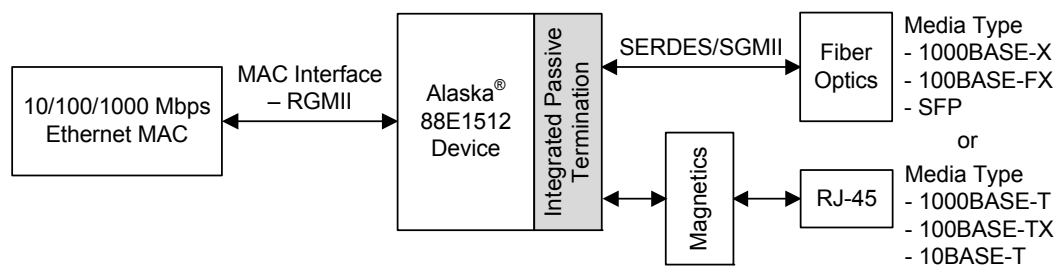 10/100/1000 Mbps
Ethernet MAC
MAC Interface
– RGMII
Alaska®
88E1512
Device
Integrated Passive
Termination
SERDES/SGMII
Fiber
Optics
Media Type
- 1000BASE-X
- 100BASE-FX
- SFP
or
Magnetics
RJ-45
Media Type
- 1000BASE-T
- 100BASE-TX
- 10BASE-T